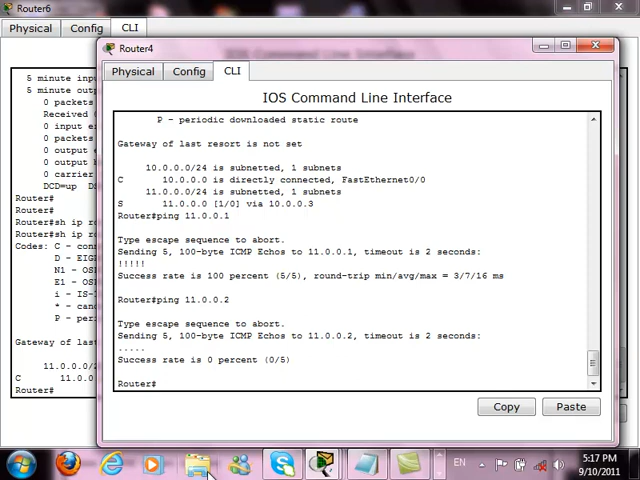 Router6
Physical
Config
CLI
IOS Command Line Interface
5 minute inpu
5 minute outp
0 packets
Received 0
0 input er
0 packets
0 output
0 output b
0 carrier
DCD=up DS
Router#
Router#
Router#sh ip ro
Router#sh ip ro
Codes: C - conn
D - EIG
N1 - OSP
E1 - OSP
i - IS-I
* - cand
P - peri
Gateway of last
11.0.0.0/2
C 11.0.0
Router#
Router4
Physical
Config
CLI
IOS Command Line Interface
P - periodic downloaded static route
Gateway of last resort is not set
10.0.0.0/24 is subnetted, 1 subnets
C 10.0.0.0 is directly connected, FastEthernet0/0
11.0.0.0/24 is subnetted, 1 subnets
S 11.0.0.0 [1/0] via 10.0.0.3
Router#ping 11.0.0.1
Type escape sequence to abort.
Sending 5, 100-byte ICMP Echos to 11.0.0.1, timeout is 2 seconds:
!!!!!
Success rate is 100 percent (5/5), round-trip min/avg/max = 3/7/16 ms
Router#ping 11.0.0.2
Type escape sequence to abort.
Sending 5, 100-byte ICMP Echos to 11.0.0.2, timeout is 2 seconds:
.....
Success rate is 0 percent (0/5)
Router#
Copy
Paste
EN
5:17 PM
9/10/2011